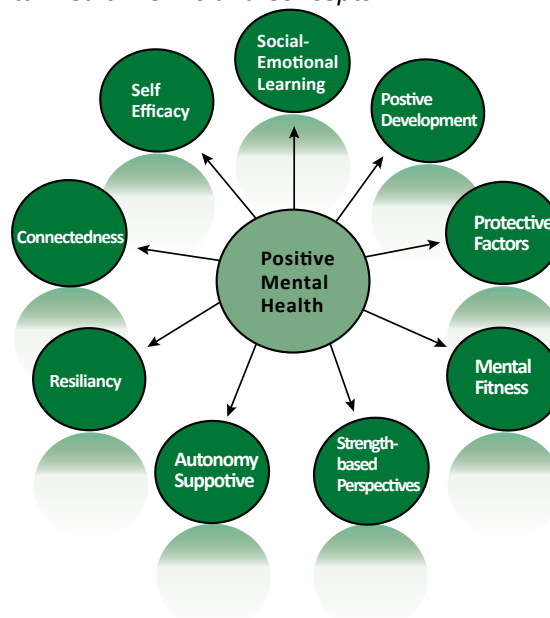 Social-
Emotional
Learning
Self
Efficacy
Postive
Development
Connectedness
Protective
Factors
Positive
Mental
Health
Resiliancy
Mental
Fitness
Autonomy
Suppotive
Strength-
based
Perspectives